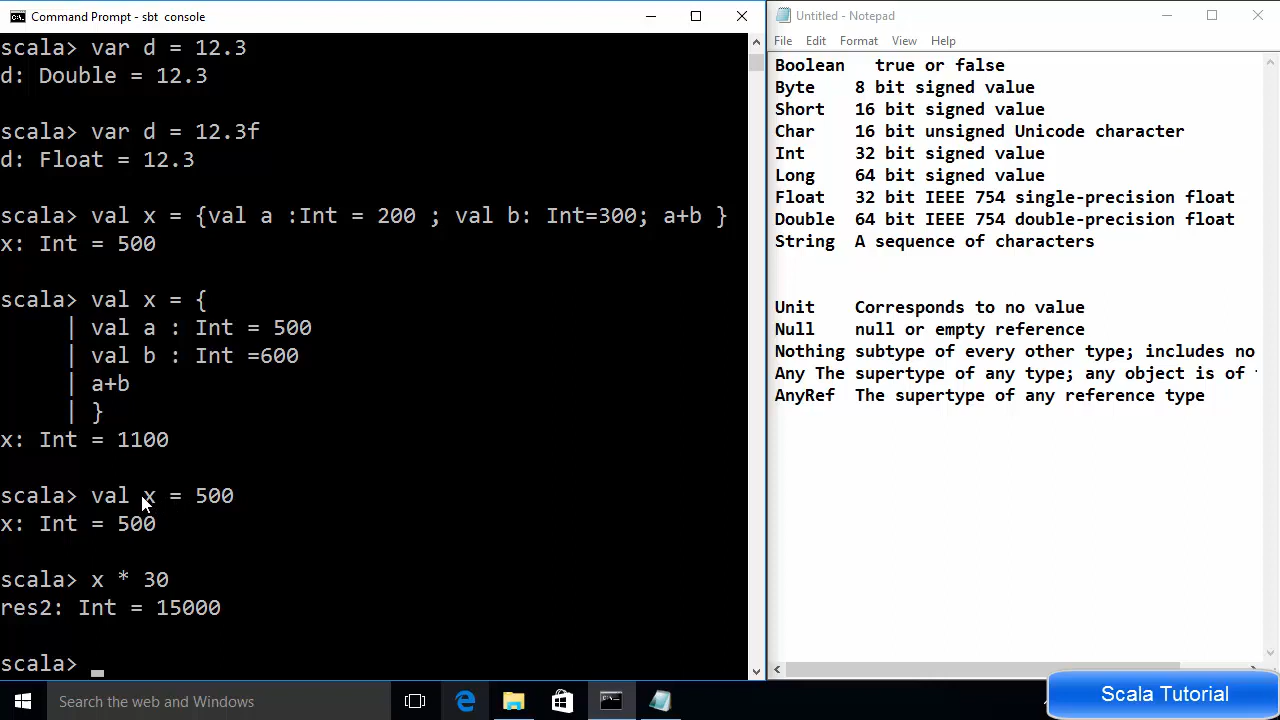 Command Prompt - sbt console
scala> var d = 12.3
d: Double = 12.3
scala> var d = 12.3f
d: Float = 12.3
scala> val x = {val a :Int = 200 ; val b: Int=300; a+b }
x: Int = 500
scala> val x = {
| val a : Int = 500
| val b : Int =600
| a+b
| }
x: Int = 1100
scala> val x = 500
x: Int = 500
scala> x * 30
res2: Int = 15000
scala>
Untitled - Notepad
File Edit Format View Help
Boolean true or false
Byte 8 bit signed value
Short 16 bit signed value
Char 16 bit unsigned Unicode character
Int 32 bit signed value
Long 64 bit signed value
Float 32 bit IEEE 754 single-precision float
Double 64 bit IEEE 754 double-precision float
String A sequence of characters
Unit Corresponds to no value
Null null or empty reference
Nothing subtype of every other type; includes no
Any The supertype of any type; any object is of
AnyRef The supertype of any reference type
Search the web and Windows
Scala Tutorial